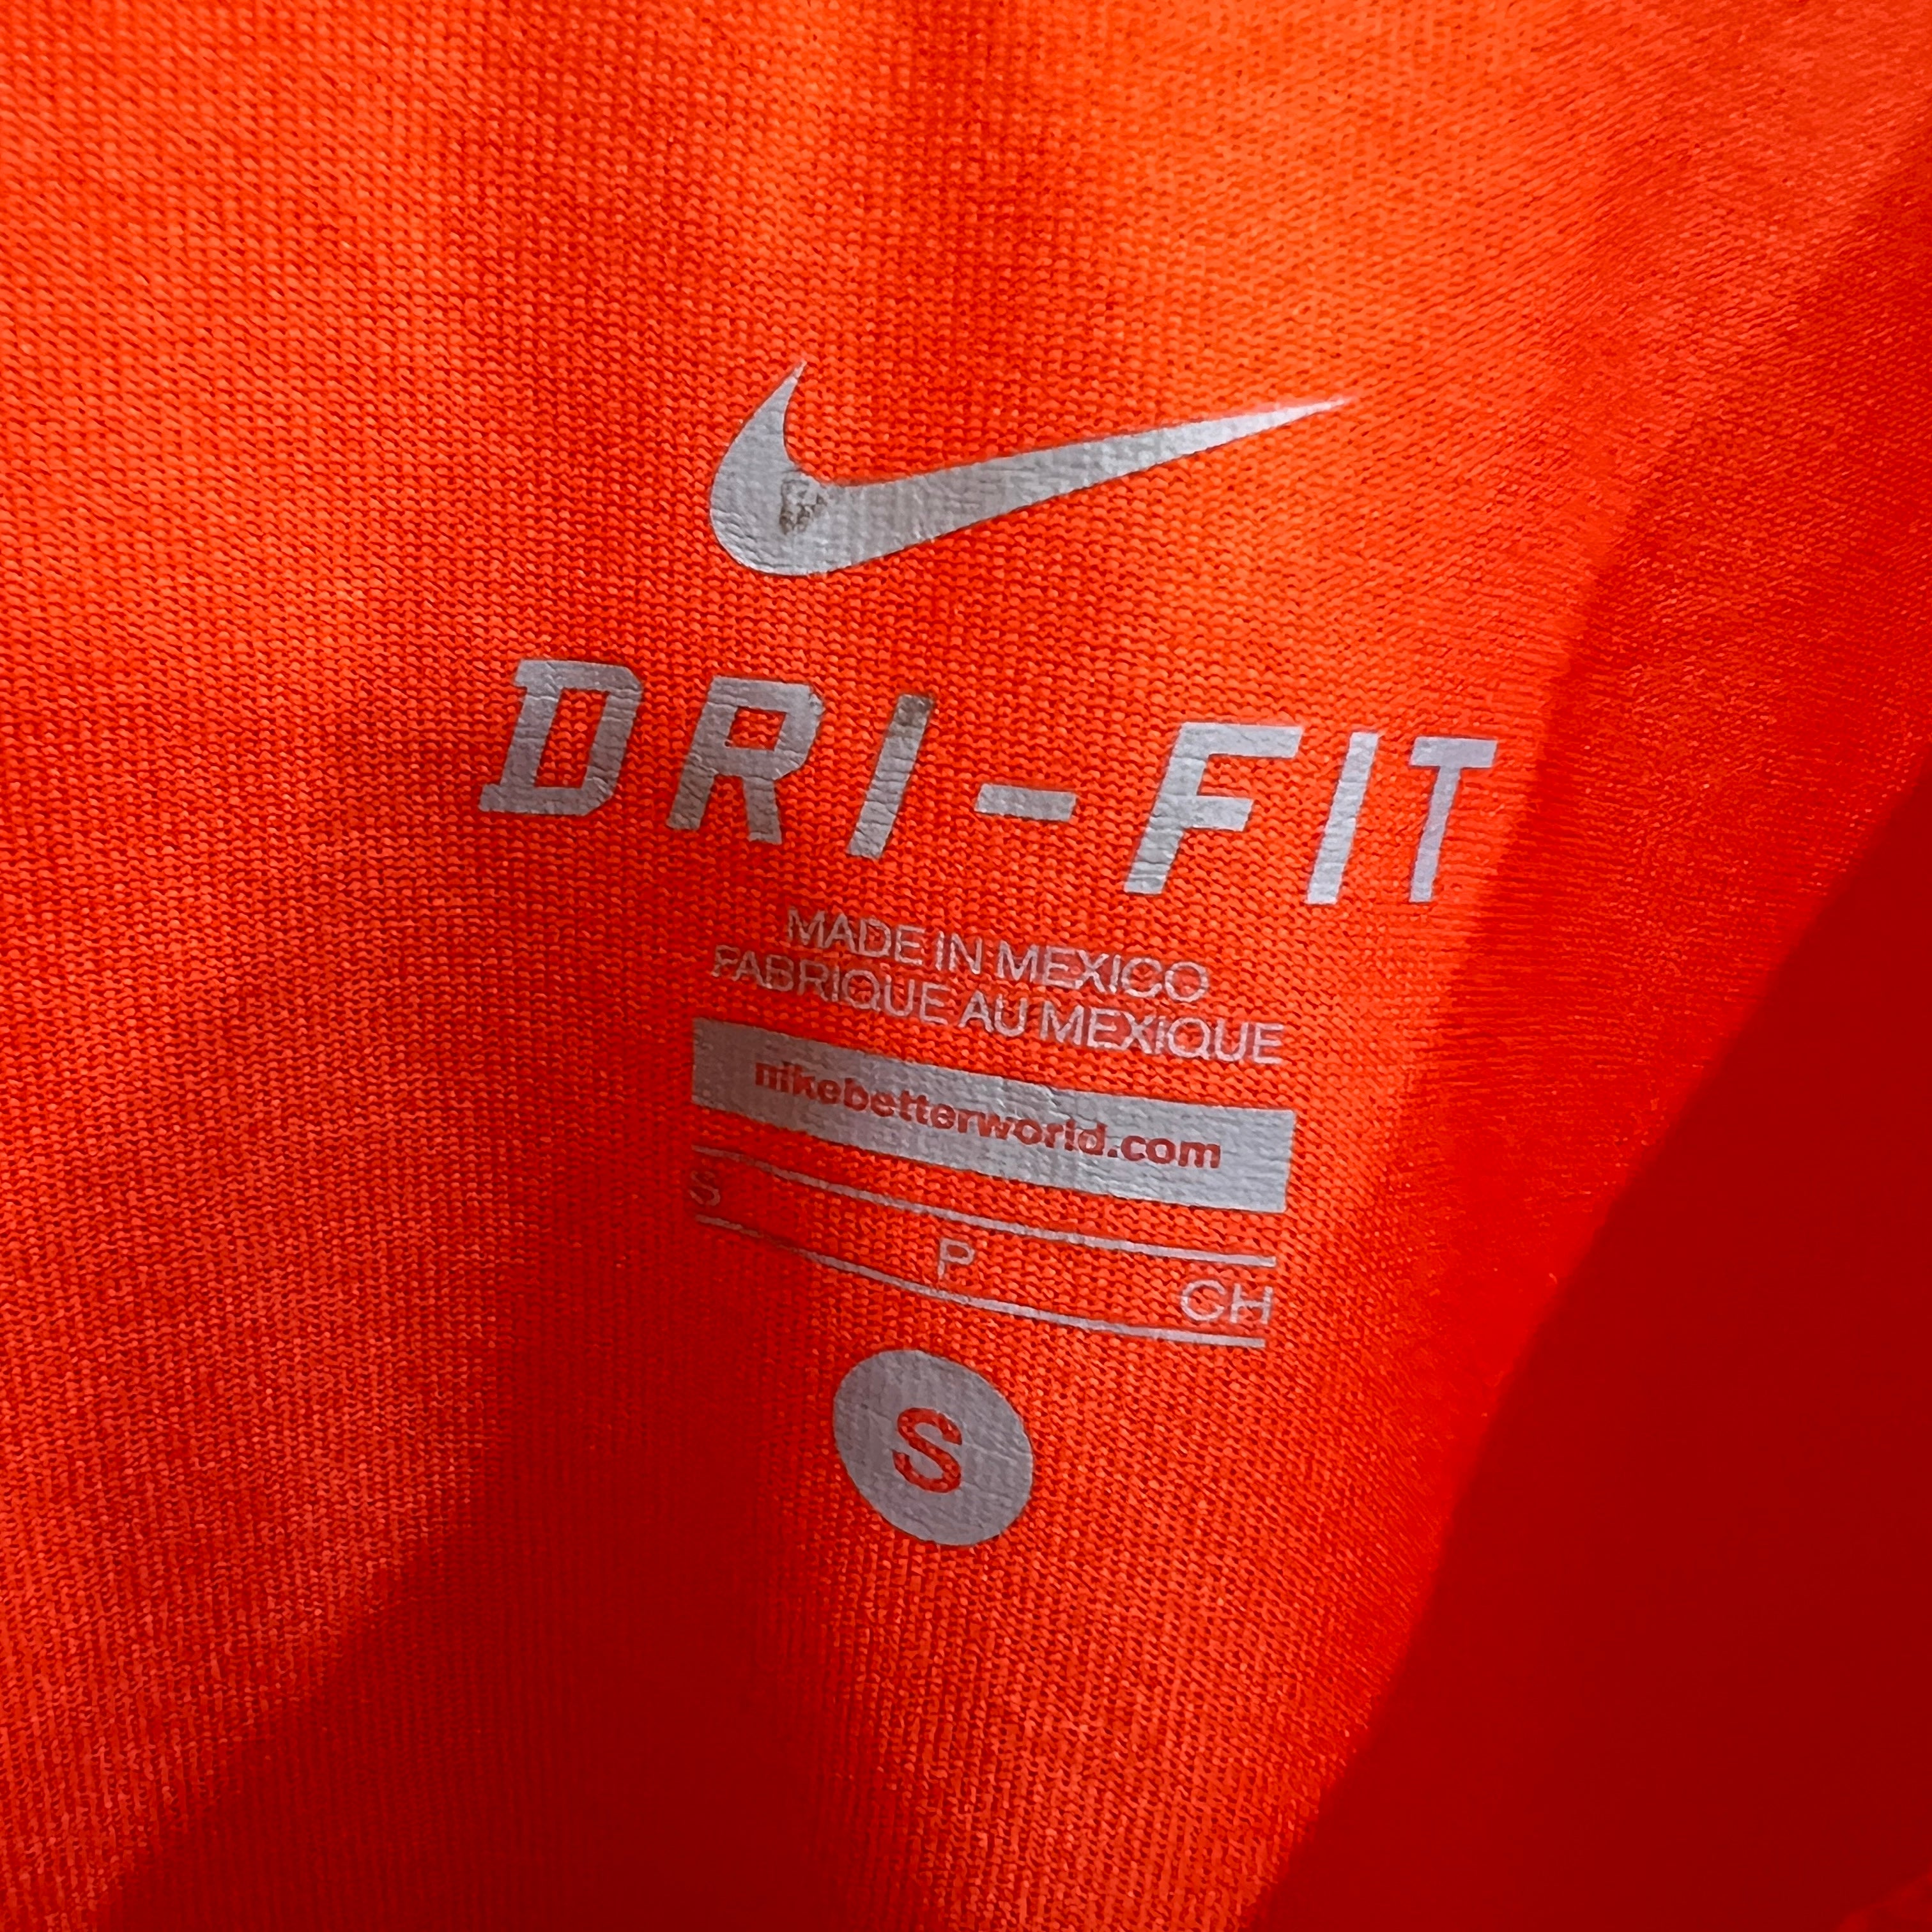 DRI-FIT
MADE IN MEXICO
FABRIQUE AU MEXIQUE
nikebetterworld.com
S P CH
S